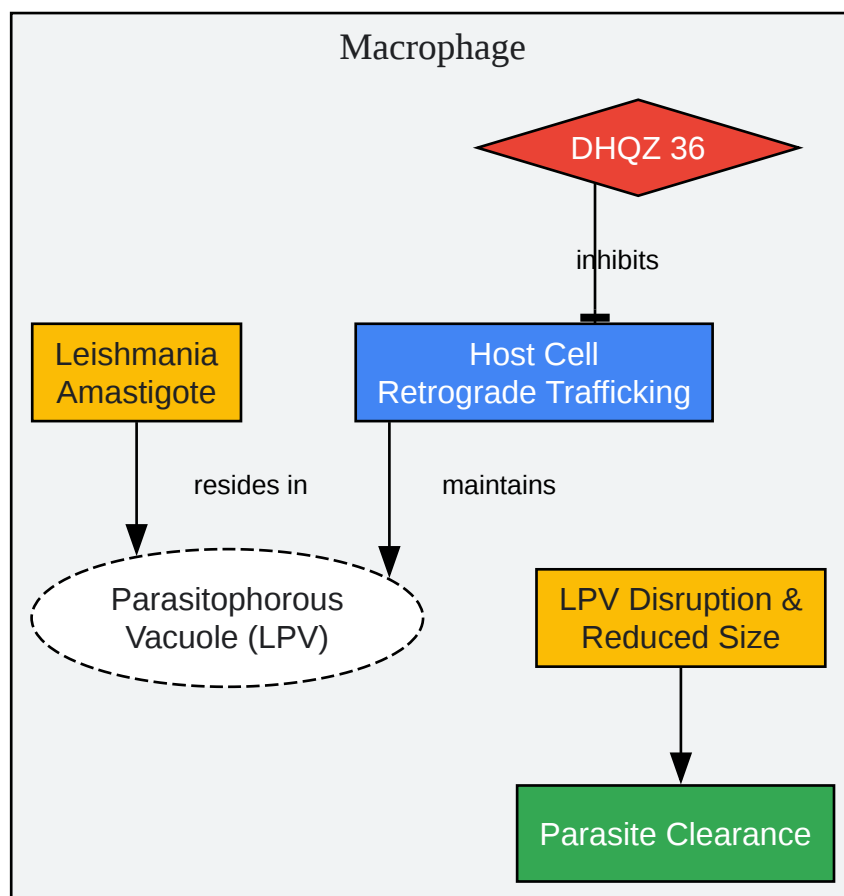 Macrophage
DHQZ 36
inhibits
Leishmania
Amastigote
Host Cell
Retrograde Trafficking
resides in
maintains
Parasitophorous
Vacuole (LPV)
LPV Disruption &
Reduced Size
Parasite Clearance